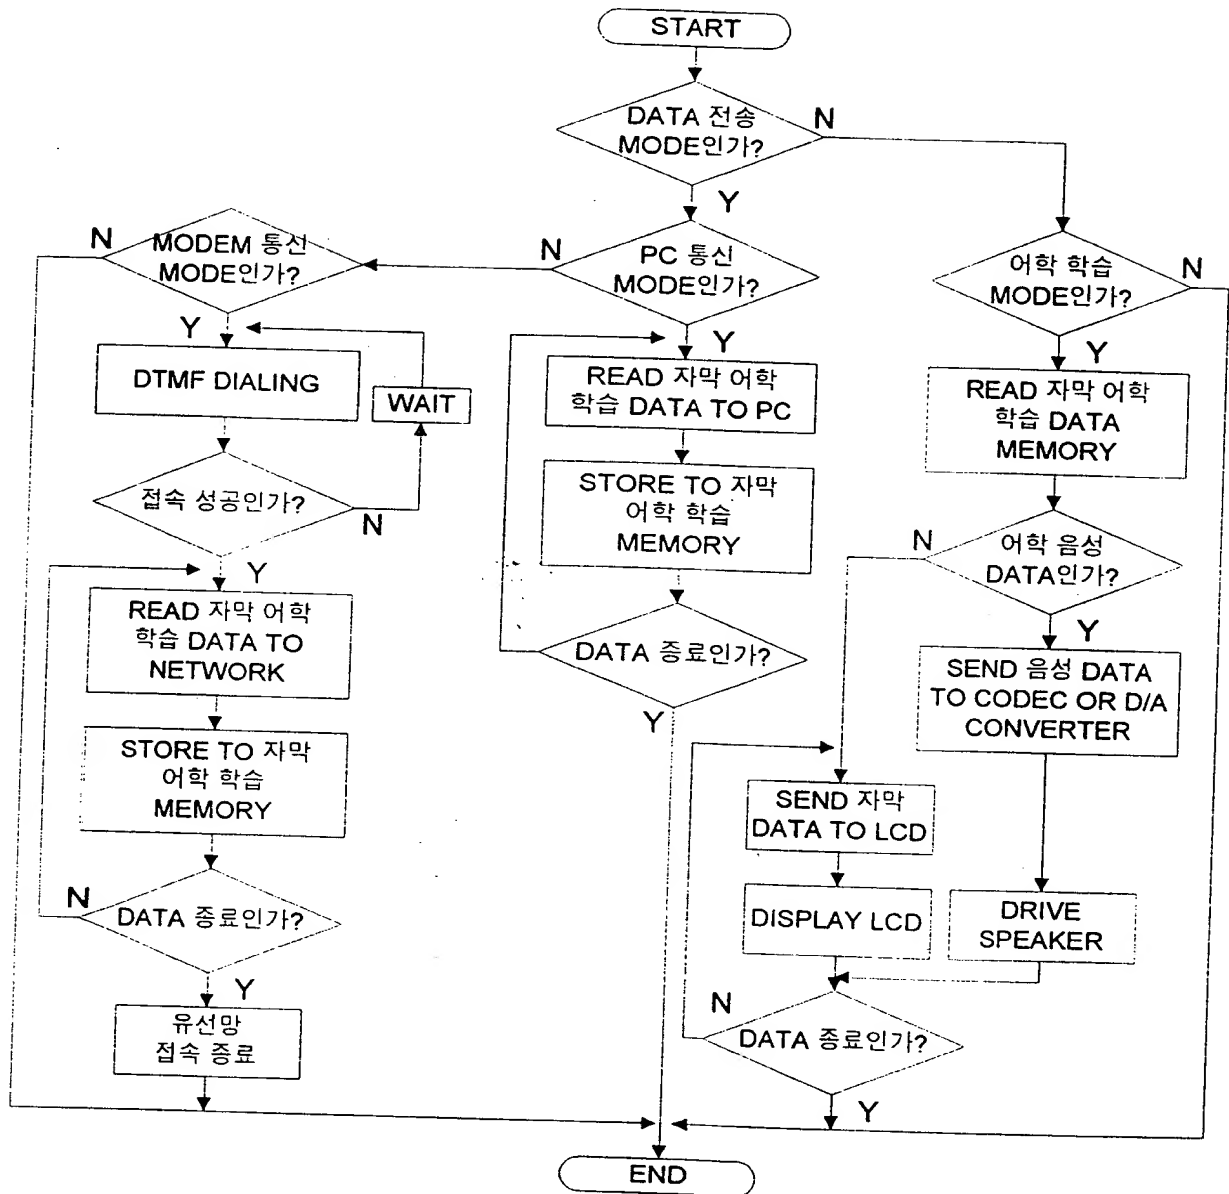 START
DATA 전송
MODE인가?
N
Y
MODEM 통신
MODE인가?
N
Y
PC 통신
MODE인가?
N
Y
어학 학습
MODE인가?
N
Y
DTMF DIALING
WAIT
접속 성공인가?
N
Y
READ 자막 어학
학습 DATA TO
NETWORK
STORE TO 자막
어학 학습
MEMORY
N
DATA 종료인가?
Y
유선망
접속 종료
READ 자막 어학
학습 DATA TO PC
STORE TO 자막
어학 학습
MEMORY
DATA 종료인가?
Y
READ 자막 어학
학습 DATA
MEMORY
N
어학 음성
DATA인가?
Y
SEND 음성 DATA
TO CODEC OR D/A
CONVERTER
SEND 자막
DATA TO LCD
DISPLAY LCD
DRIVE
SPEAKER
N
DATA 종료인가?
Y
END